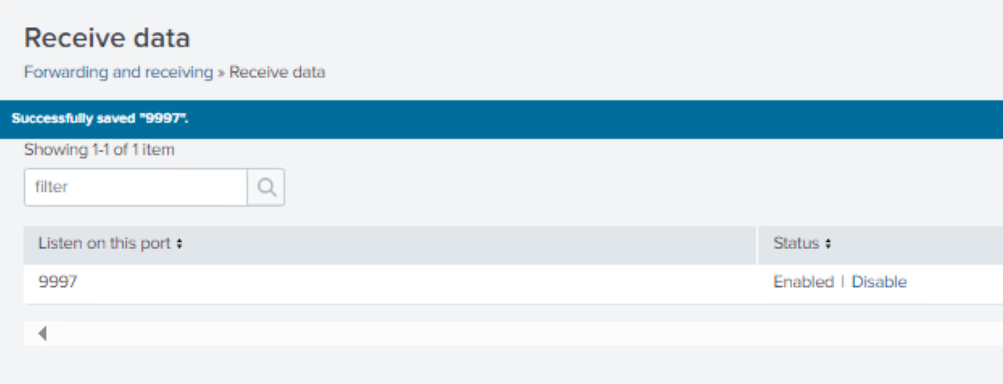 Receive data
Forwarding and receiving » Receive data
Successfully saved "9997".
Showing 1-1 of 1 item
filter
Listen on this port Status
9997 Enabled | Disable